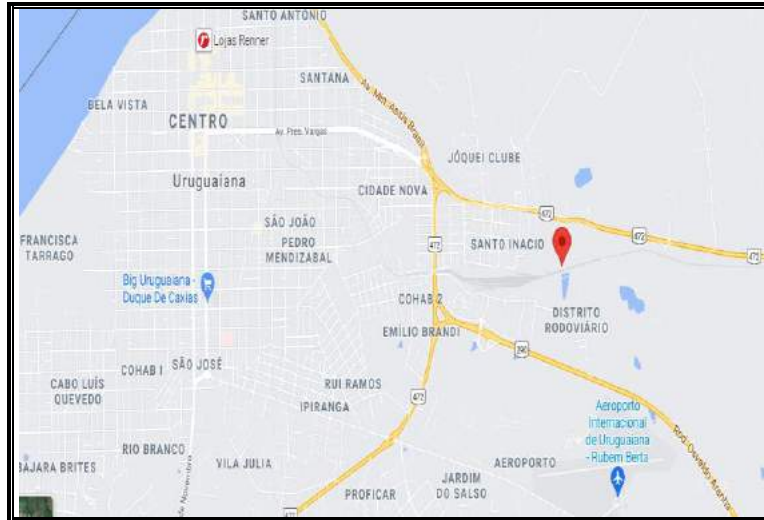 SANTO ANTÔNIO
Lojas Renner
SANTANA
BELA VISTA
CENTRO
Av. Pres. Vargas
JÓQUEI CLUBE
Uruguaiana
CIDADE NOVA
472
SÃO JOÃO
472
FRANCISCA
TARRAGO
PEDRO
MENDIZABAL
472
SANTO INACIO
472
Big Uruguaiana -
Duque De Caxias
COHAB 2
DISTRITO
RODOVIÁRIO
EMÍLIO BRANDI
290
COHAB I
SÃO JOSÉ
CABO LUÍS
QUEVEDO
RUI RAMOS
472
IPIRANGA
Aeroporto
Internacional
de Uruguaiana
- Rubem Berta
RIO BRANCO
BAJARA BRITES
VILA JULIA
AEROPORTO
JARDIM
DO SALSO
PROFICAR